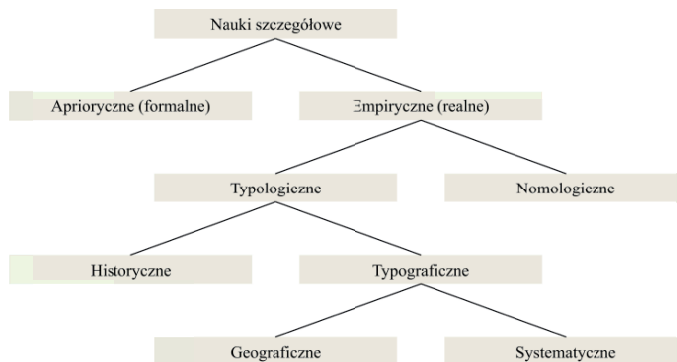 Nauki szczegółowe
Aprioryczne (formalne)
Empiryczne (realne)
Typologiczne
Nomologiczne
Historyczne
Typograficzne
Geograficzne
Systematyczne